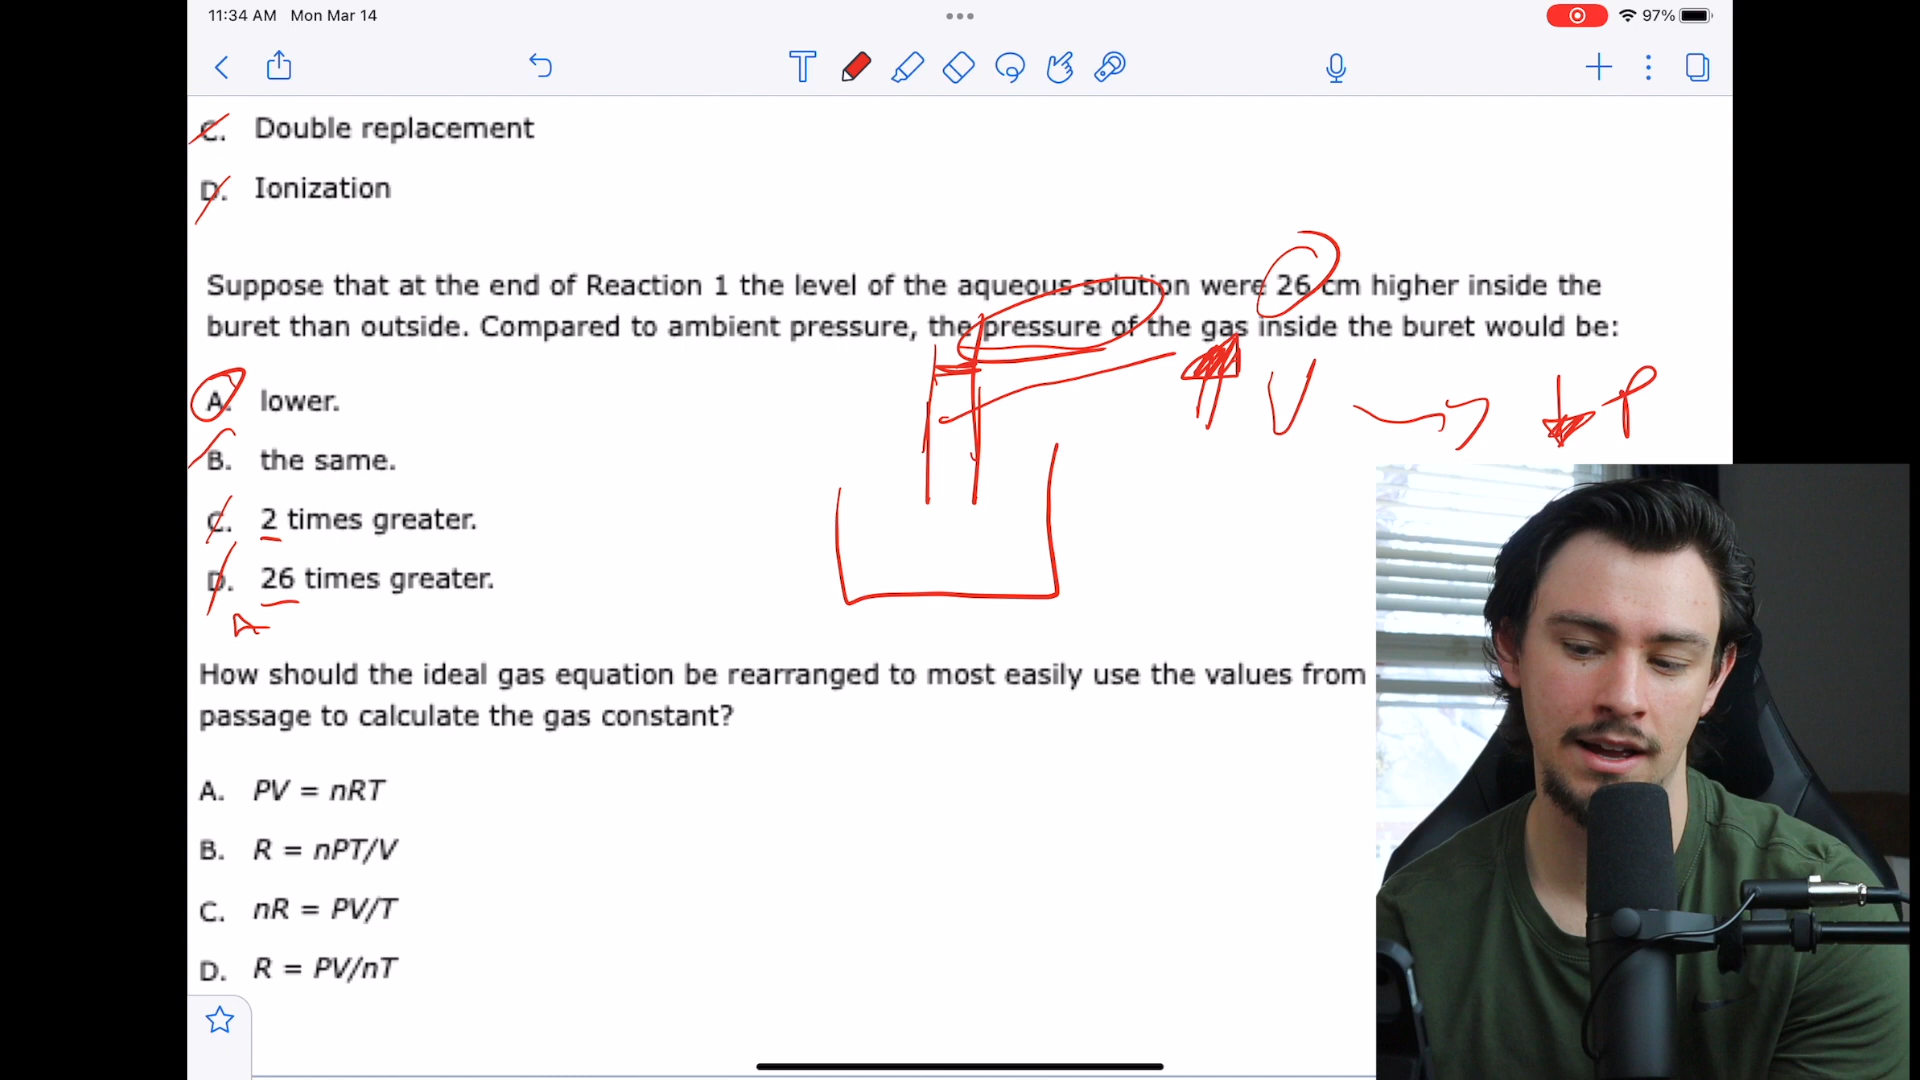 11:34 AM Mon Mar 14
97%
C. Double replacement
D. Ionization
Suppose that at the end of Reaction 1 the level of the aqueous solution were 26 cm higher inside the
buret than outside. Compared to ambient pressure, the pressure of the gas inside the buret would be:
V
P
A. lower.
B. the same.
C. 2 times greater.
D. 26 times greater.
A
How should the ideal gas equation be rearranged to most easily use the values from
passage to calculate the gas constant?
A. PV = nRT
B. R = nPT/V
C. nR = PV/T
D. R = PV/nT